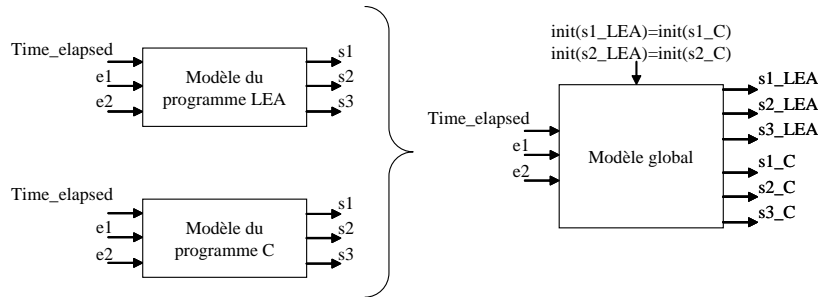 Time_elapsed
e1
e2
Modèle du
programme LEA
s1
s2
s3
Time_elapsed
e1
e2
Modèle du
programme C
s1
s2
s3
init(s1_LEA)=init(s1_C)
init(s2_LEA)=init(s2_C)
Time_elapsed
e1
e2
Modèle global
s1_LEA
s2_LEA
s3_LEA
s1_C
s2_C
s3_C